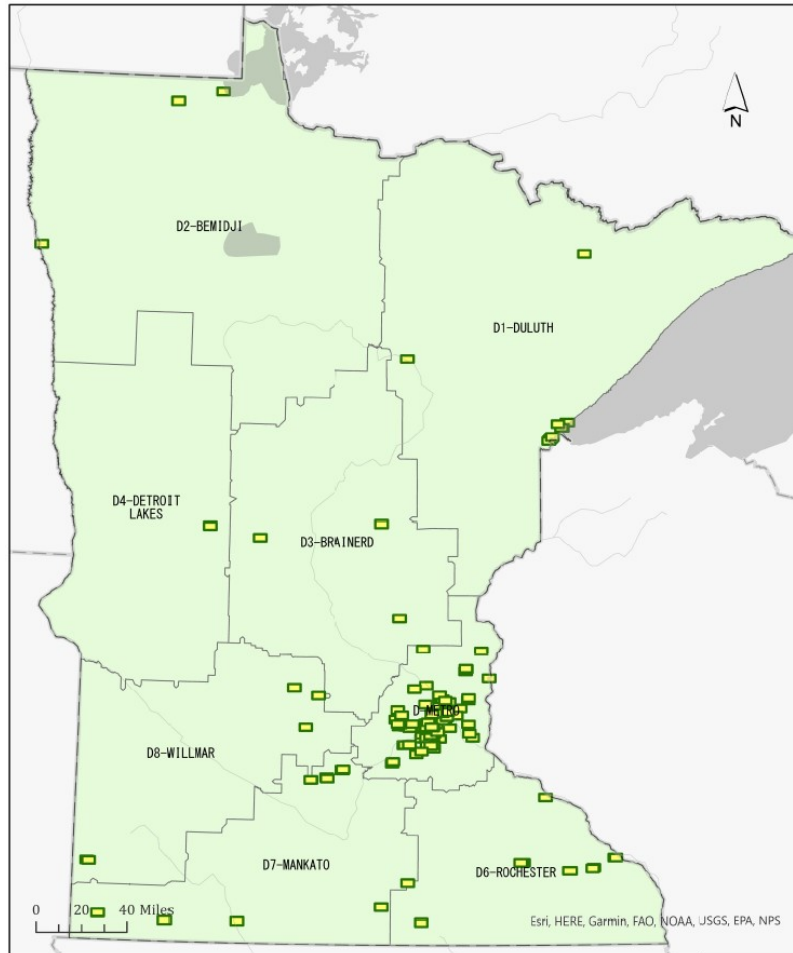 N
D2-BEMIDJI
D1-DULUTH
D4-DETROIT
LAKES
D3-BRAINERD
D-METRO
D8-WILLMAR
D7-MANKATO
D6-ROCHESTER
0 20 40 Miles
Esri, HERE, Garmin, FAO, NOAA, USGS, EPA, NPS